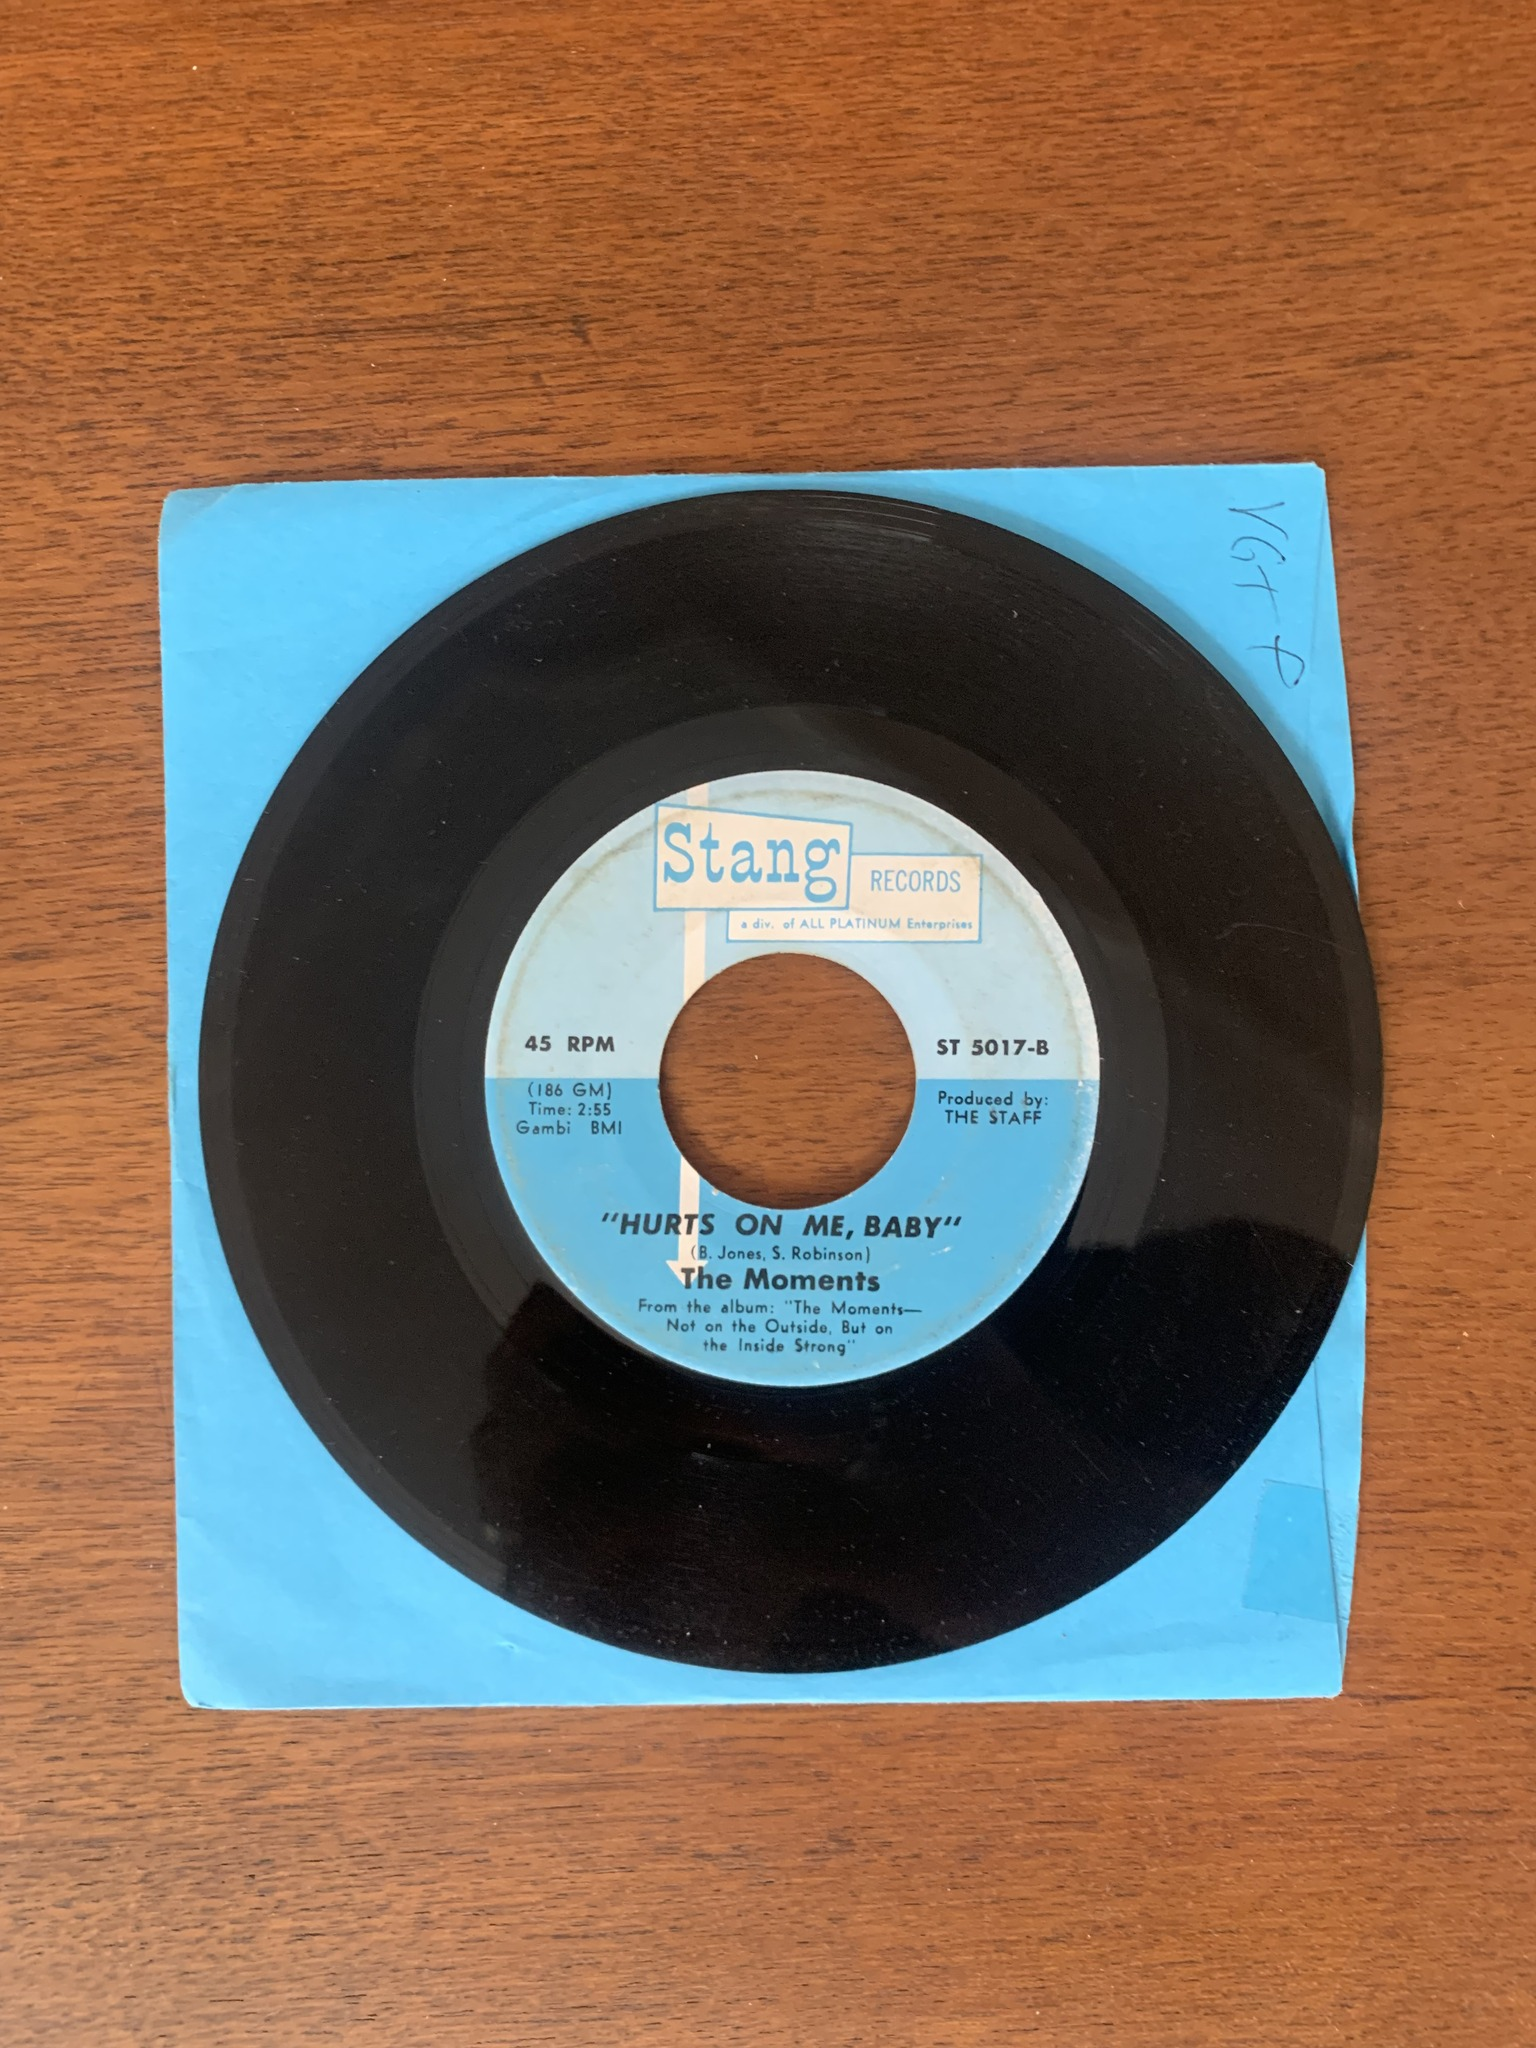 VG+ P
Stang
RECORDS
a div. of ALL PLATINUM Enterprises
45 RPM
ST 5017-B
(186 GM)
Time: 2:55
Gambi BMI
Produced by:
THE STAFF
"HURTS ON ME, BABY"
(B. Jones, S. Robinson)
The Moments
From the album: "The Moments—
Not on the Outside, But on
the Inside Strong"